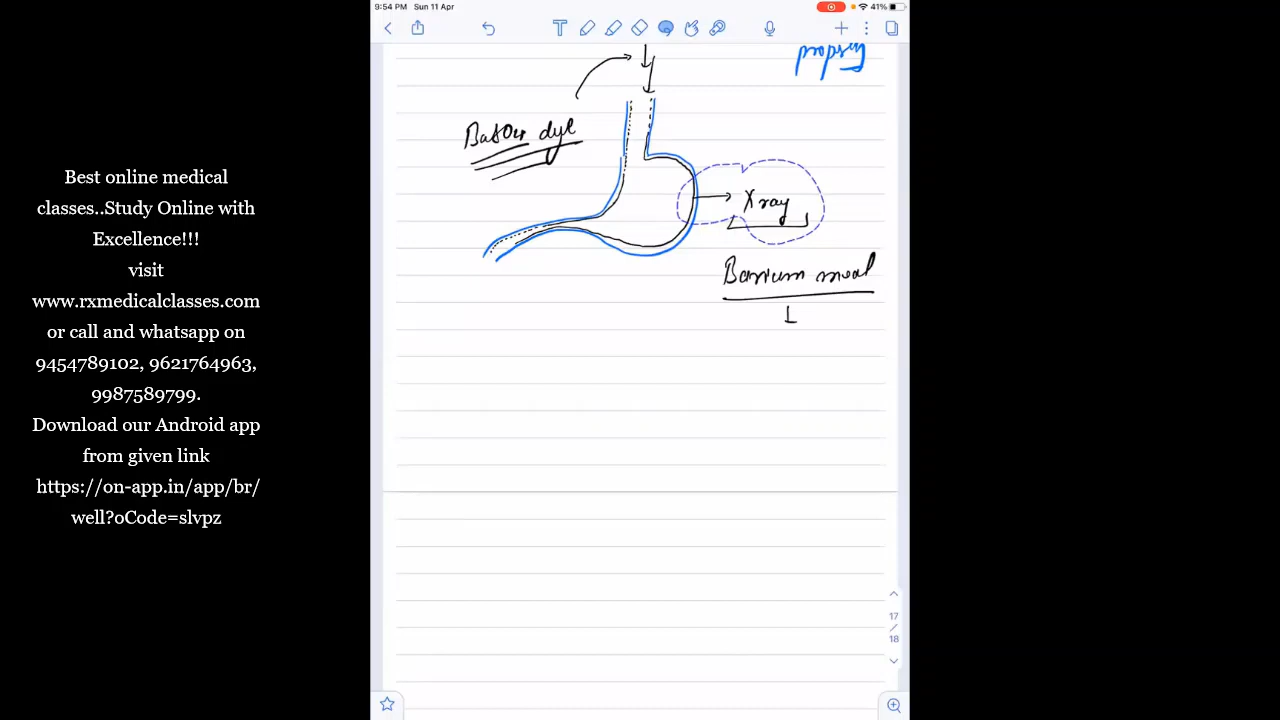 9:54 PM Sun 11 Apr
41%
propsing
BaSO4 dye
Xray
Barium meal
17
18
Best online medical
classes..Study Online with
Excellence!!!
visit
www.rxmedicalclasses.com
or call and whatsapp on
9454789102, 9621764963,
9987589799.
Download our Android app
from given link
https://on-app.in/app/br/
well?oCode=slvpz